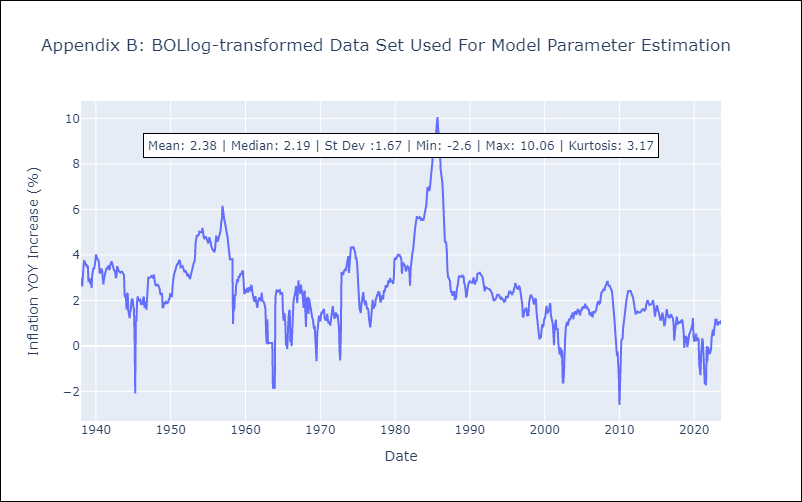 Appendix B: BOLlog-transformed Data Set Used For Model Parameter Estimation
Mean: 2.38 | Median: 2.19 | St Dev :1.67 | Min: -2.6 | Max: 10.06 | Kurtosis: 3.17
Inflation YOY Increase (%)
10
8
6
4
2
0
−2
1940 1950 1960 1970 1980 1990 2000 2010 2020
Date